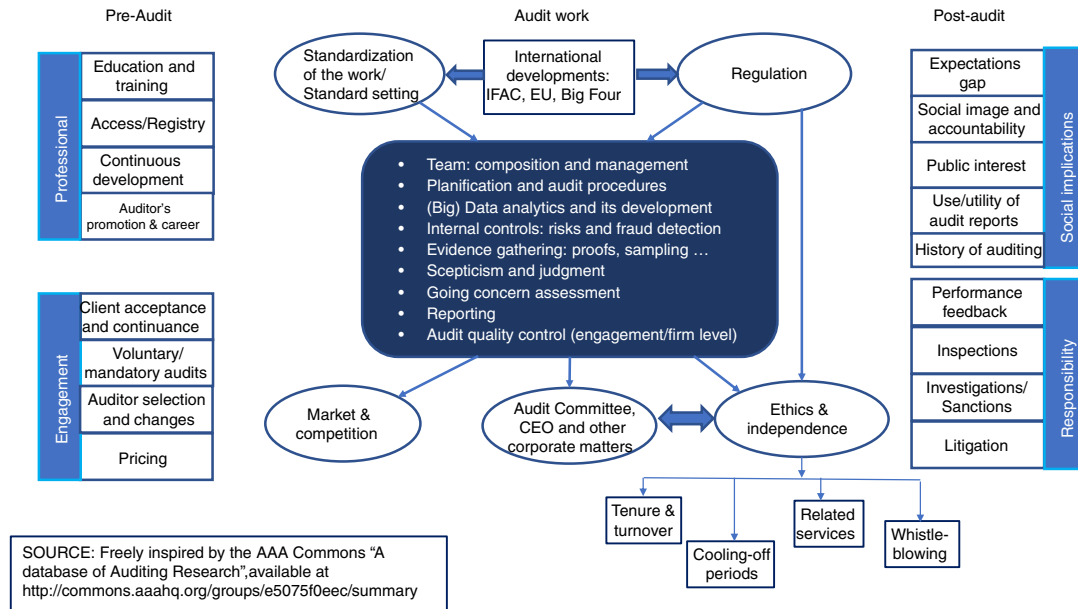 Pre-Audit
Audit work
Post-audit
Professional
Education and
training
Access/Registry
Continuous
development
Auditor's
promotion & career
Engagement
Client acceptance
and continuance
Voluntary/
mandatory audits
Auditor selection
and changes
Pricing
Standardization
of the work/
Standard setting
International
developments:
IFAC, EU, Big Four
Regulation
• Team: composition and management
• Planification and audit procedures
• (Big) Data analytics and its development
• Internal controls: risks and fraud detection
• Evidence gathering: proofs, sampling ...
• Scepticism and judgment
• Going concern assessment
• Reporting
• Audit quality control (engagement/firm level)
Market &
competition
Audit Committee,
CEO and other
corporate matters
Ethics &
independence
Tenure &
turnover
Cooling-off
periods
Related
services
Whistle-
blowing
Expectations
gap
Social image and
accountability
Public interest
Use/utility of
audit reports
History of auditing
Social implications
Performance
feedback
Inspections
Investigations/
Sanctions
Litigation
Responsibility
SOURCE: Freely inspired by the AAA Commons “A
database of Auditing Research”,available at
http://commons.aaahq.org/groups/e5075f0eec/summary